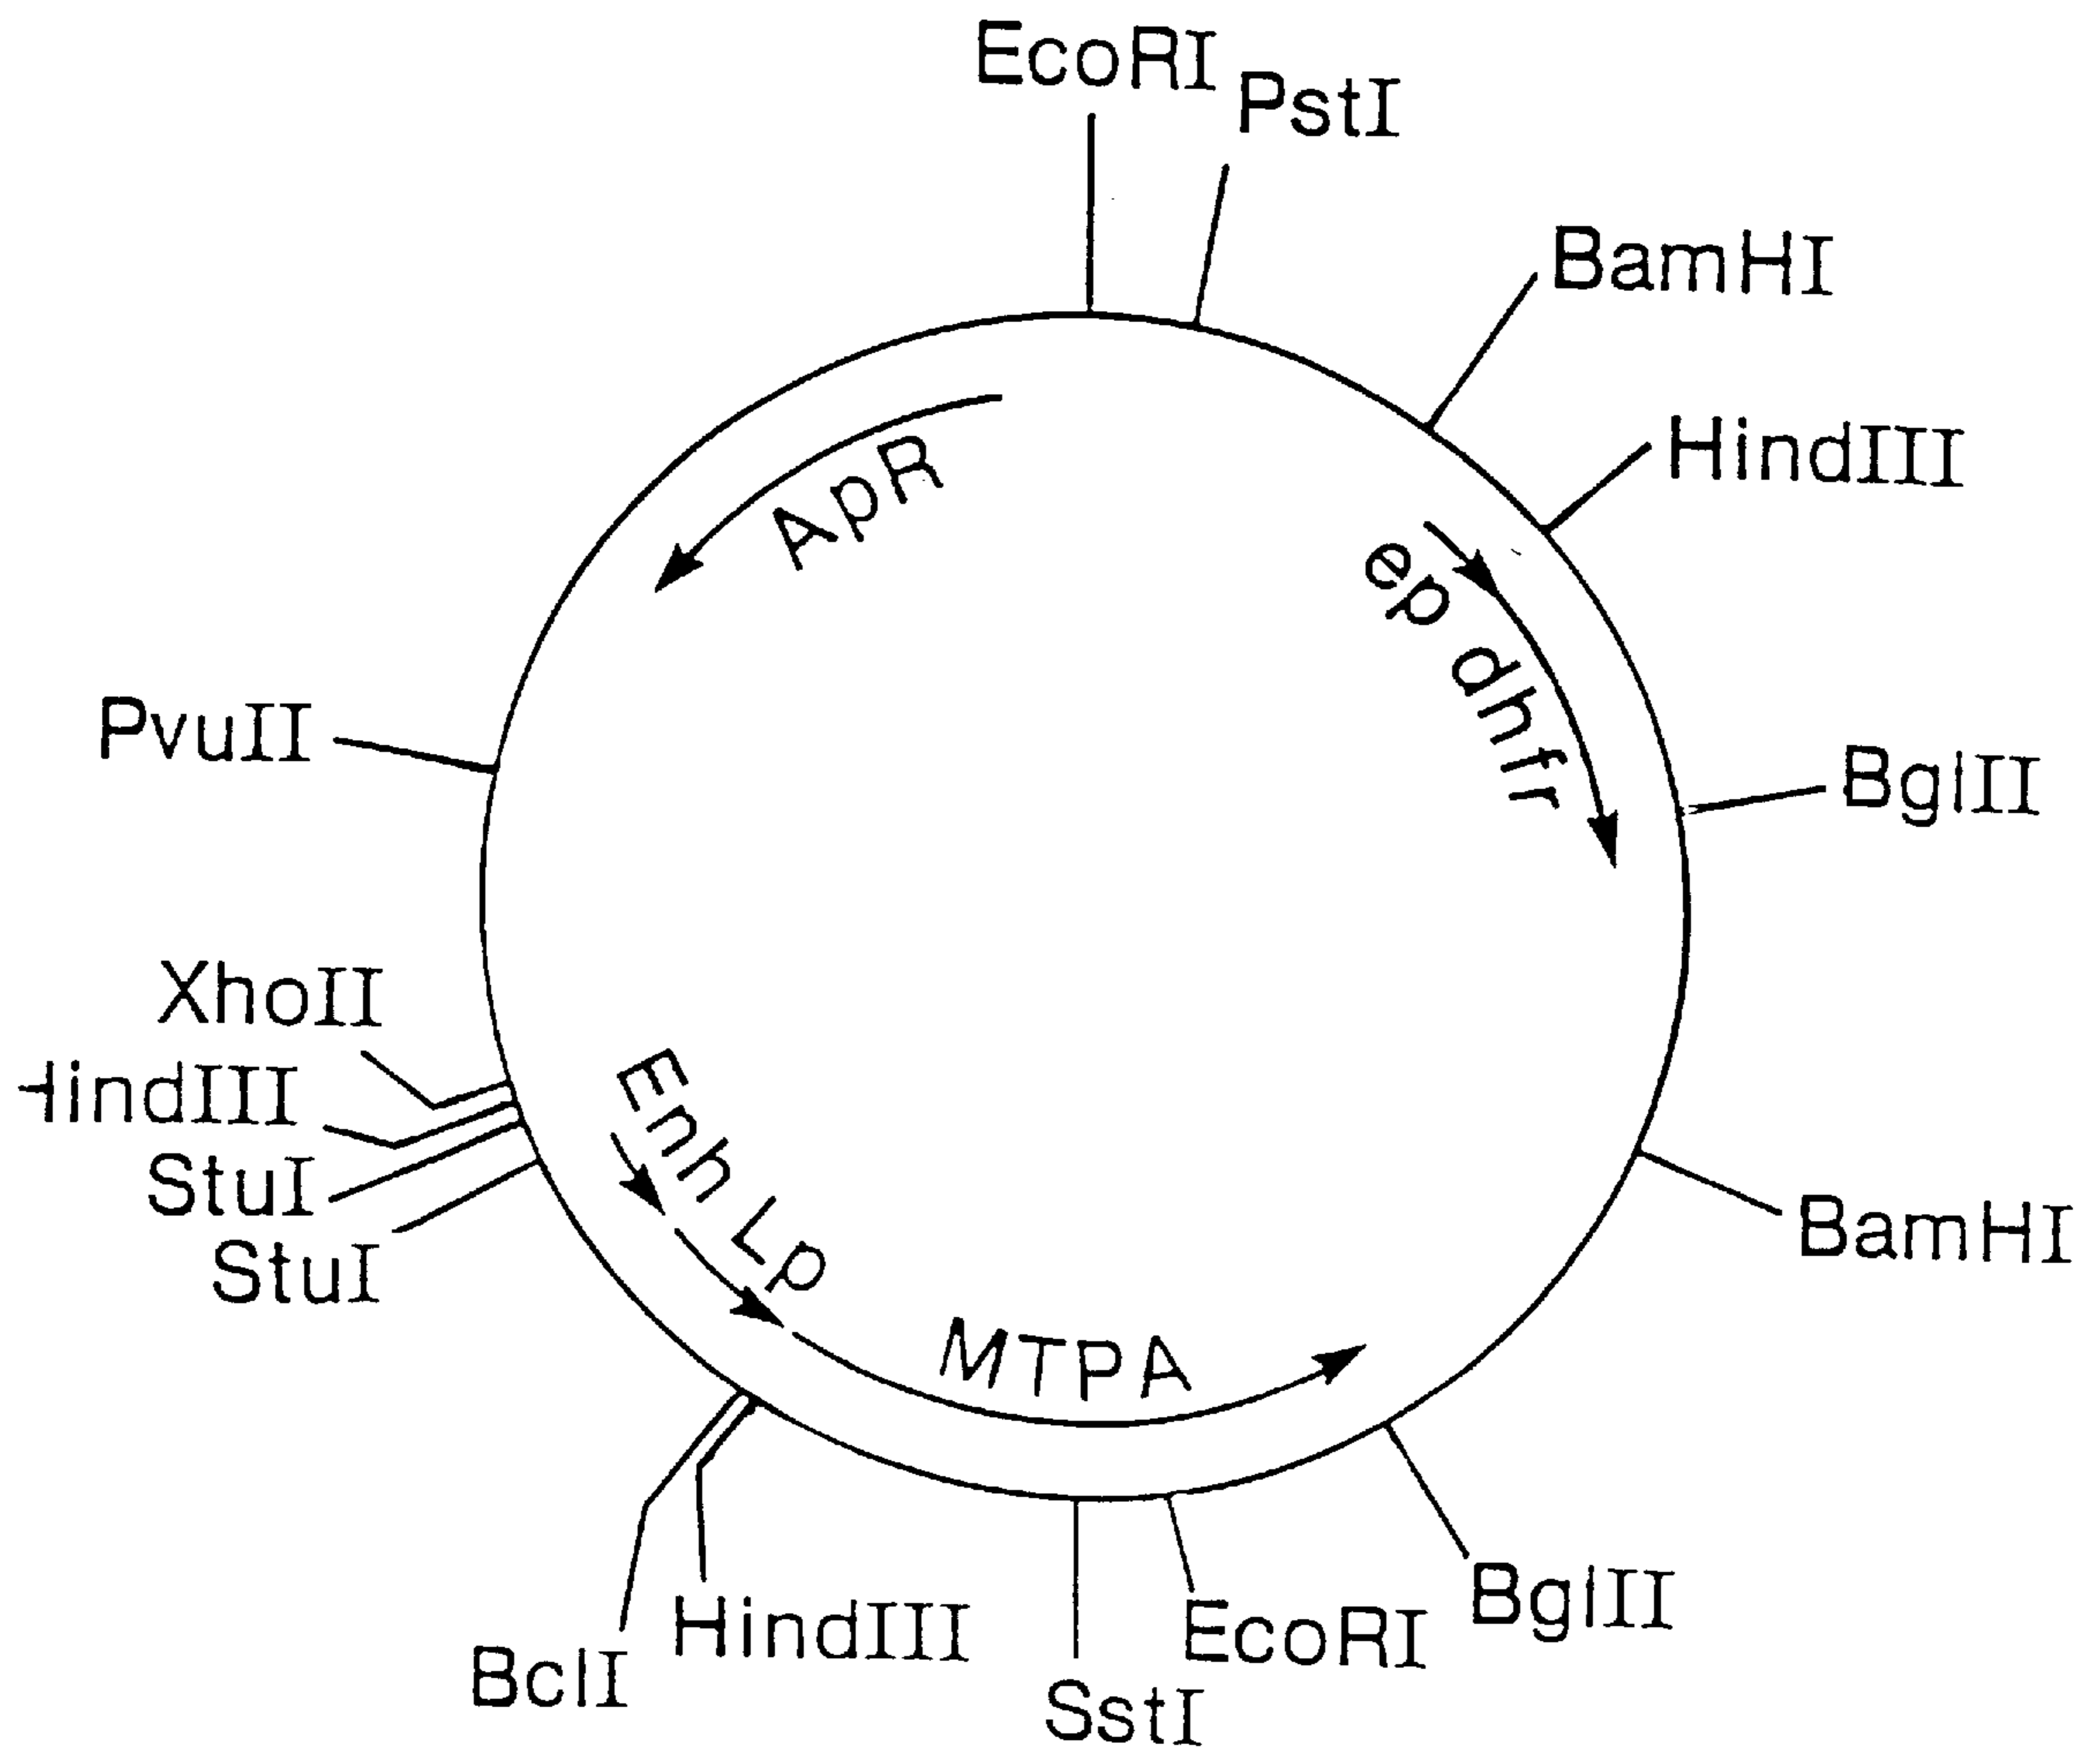 EcoRI
PstI
BamHI
HindIII
ApR
ep dhfr
PvuII
BglII
XhoII
HindIII
StuI
StuI
Enh Lp
BamHI
MTPA
BglII
HindIII
EcoRI
BclI
SstI